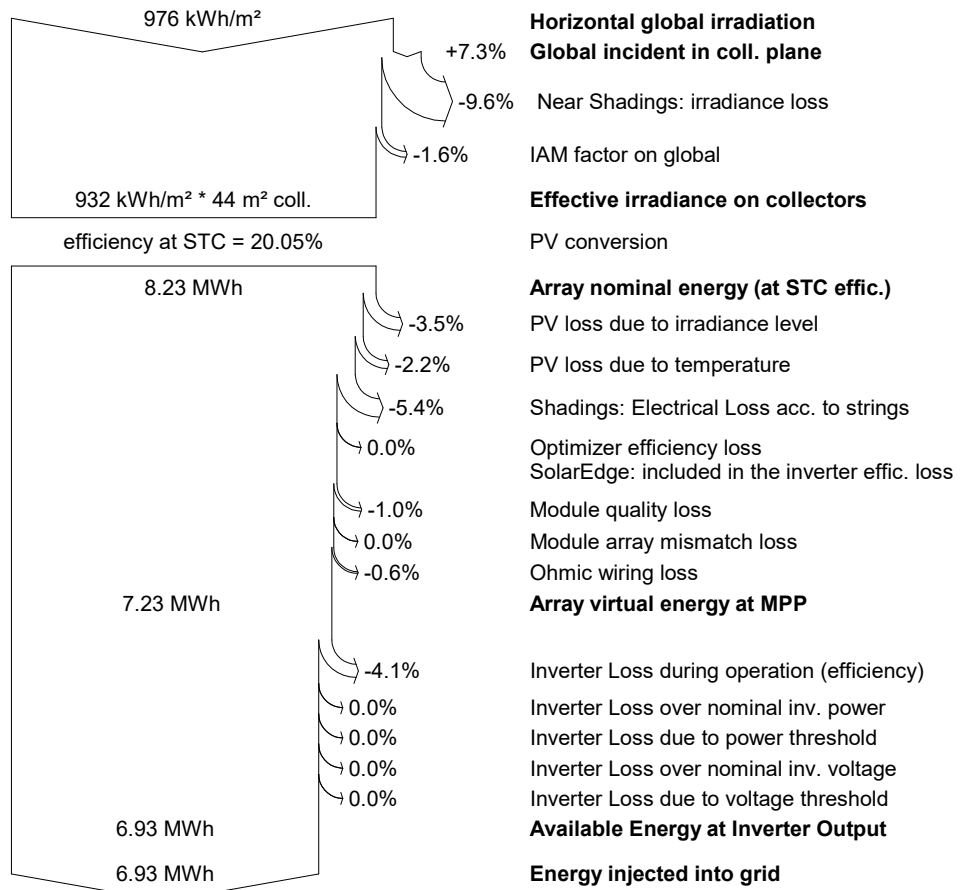 976 kWh/m² Horizontal global irradiation
+7.3% Global incident in coll. plane
-9.6% Near Shadings: irradiance loss
-1.6% IAM factor on global
932 kWh/m² * 44 m² coll. Effective irradiance on collectors
efficiency at STC = 20.05% PV conversion
8.23 MWh Array nominal energy (at STC effic.)
-3.5% PV loss due to irradiance level
-2.2% PV loss due to temperature
-5.4% Shadings: Electrical Loss acc. to strings
0.0% Optimizer efficiency loss
SolarEdge: included in the inverter effic. loss
-1.0% Module quality loss
0.0% Module array mismatch loss
-0.6% Ohmic wiring loss
7.23 MWh Array virtual energy at MPP
-4.1% Inverter Loss during operation (efficiency)
0.0% Inverter Loss over nominal inv. power
0.0% Inverter Loss due to power threshold
0.0% Inverter Loss over nominal inv. voltage
0.0% Inverter Loss due to voltage threshold
6.93 MWh Available Energy at Inverter Output
6.93 MWh Energy injected into grid